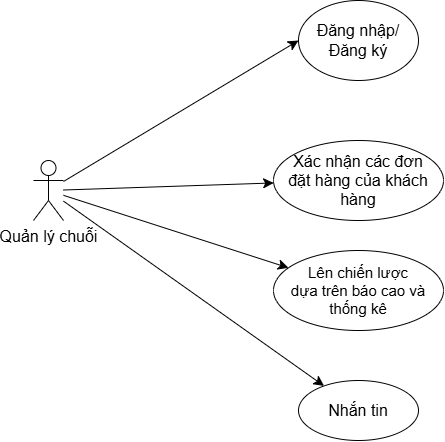 Đăng nhập/
Đăng ký
Xác nhận các đơn
đặt hàng của khách
hàng
Quản lý chuỗi
Lên chiến lược
dựa trên báo cao và
thống kê
Nhắn tin